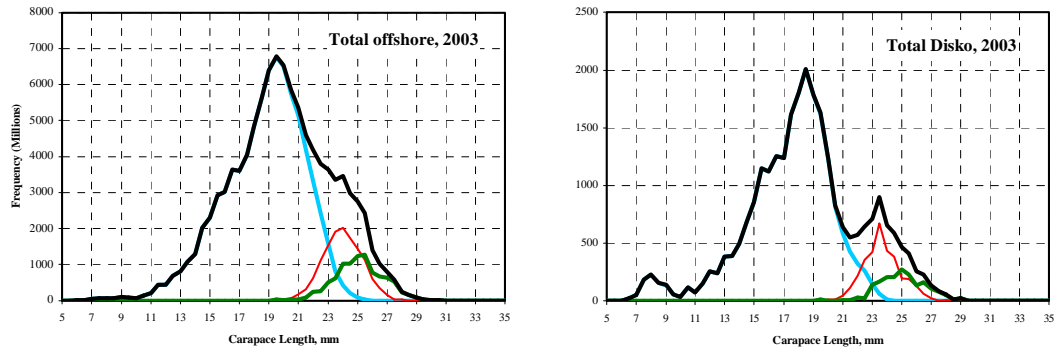 Total offshore, 2003
Frequency (Millions)
8000
7000
6000
5000
4000
3000
2000
1000
0
5 7 9 11 13 15 17 19 21 23 25 27 29 31 33 35
Carapace Length, mm
Total Disko, 2003
2500
2000
1500
1000
500
0
5 7 9 11 13 15 17 19 21 23 25 27 29 31 33 35
Carapace Length, mm